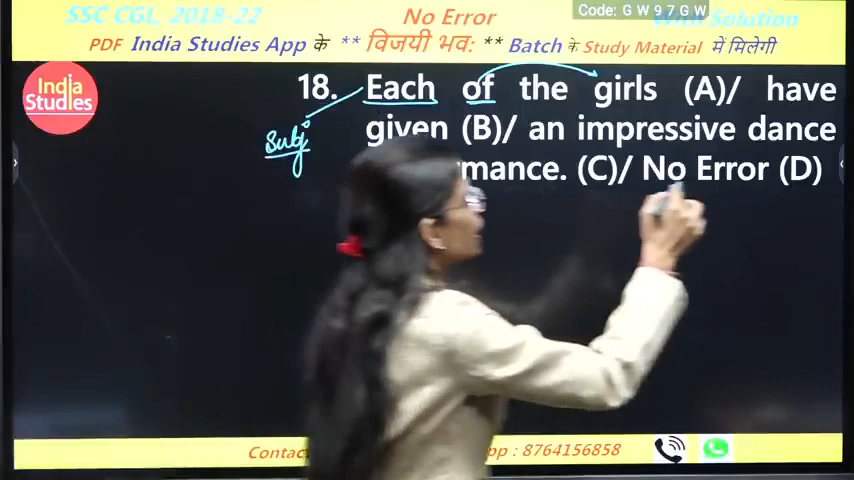 SSC CGL. 2018-22 No Error With Solution
Code: G W 9 7 G W
PDF India Studies App के ** विजयी भव: ** Batch के Study Material में मिलेगी
India
Studies
18. Each of the girls (A)/ have
given (B)/ an impressive dance
mance. (C)/ No Error (D)
Subj
Contac pp : 8764156858